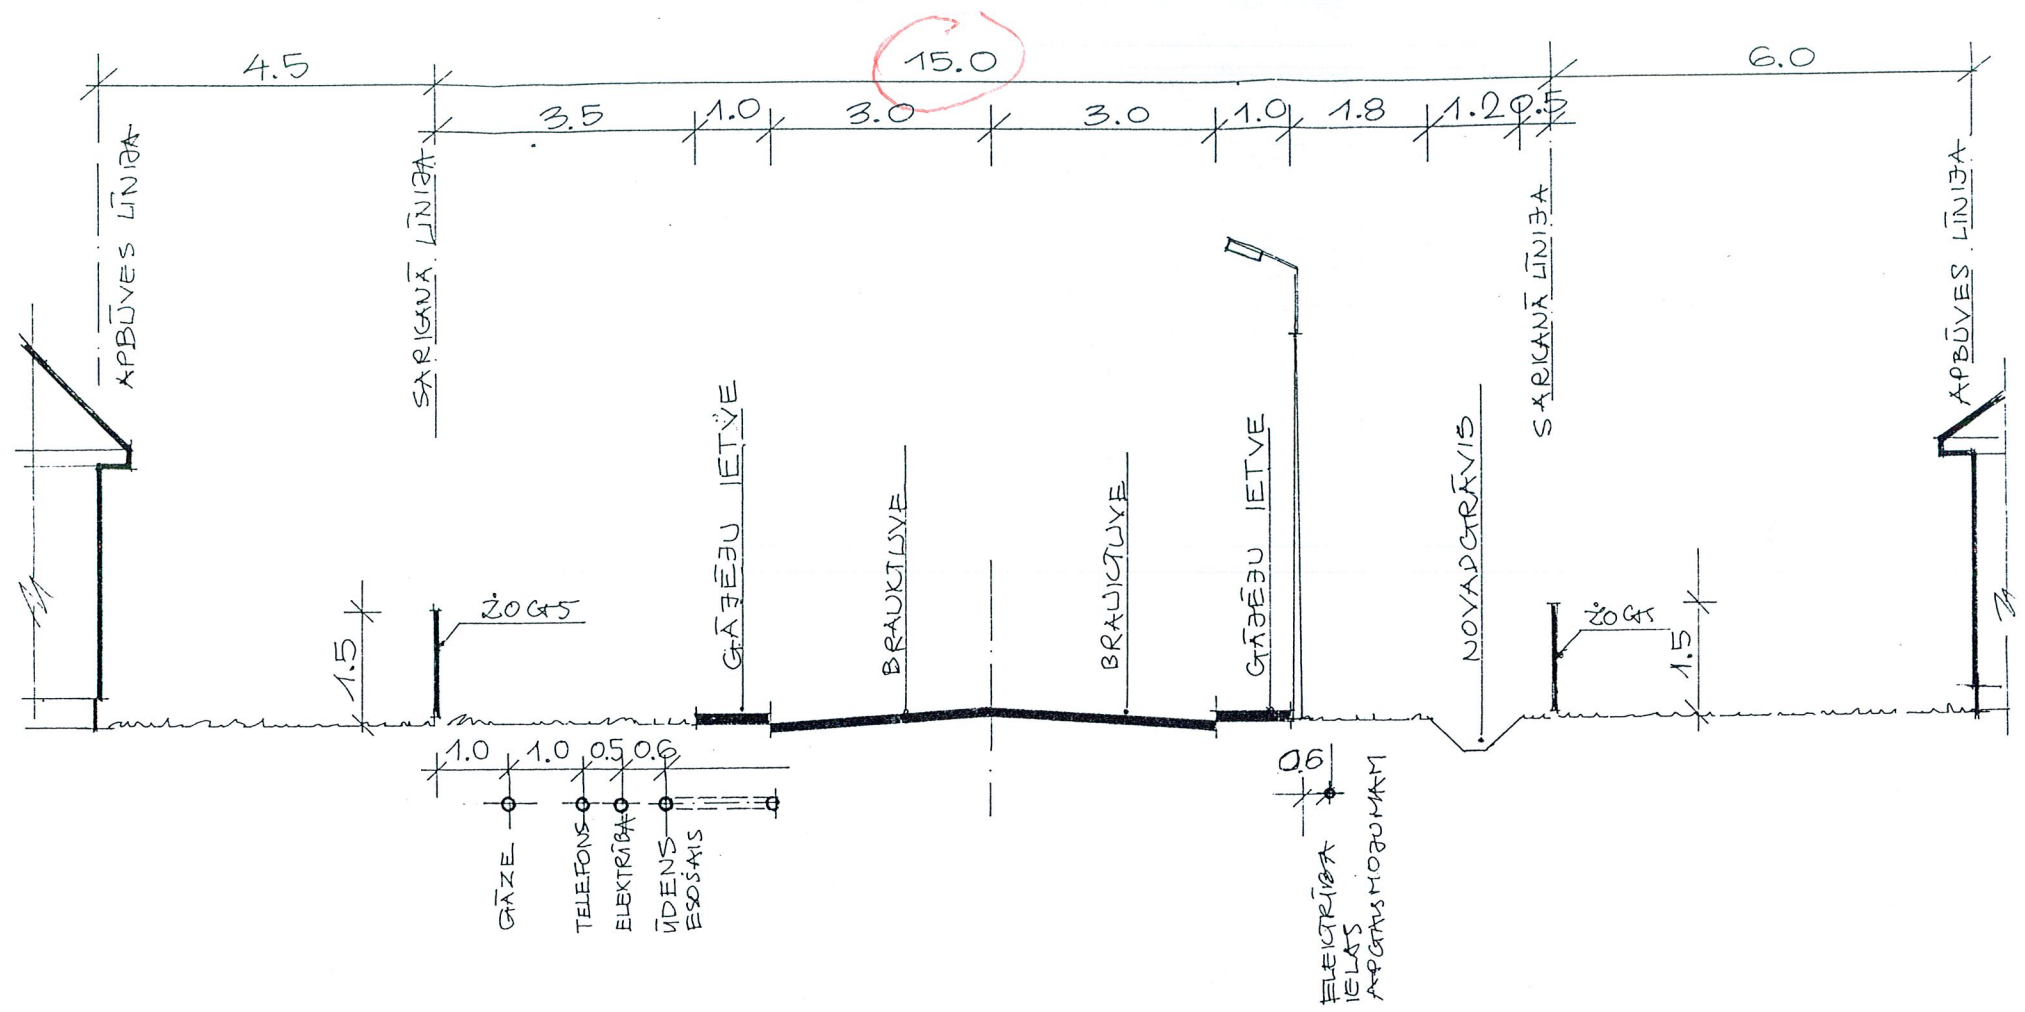 4.5
15.0
6.0
3.5
1.0
3.0
3.0
1.0
1.8
1.2
0.5
APBŪVES LĪNIJA
SARKANĀ LĪNIJA
SARKANĀ LĪNIJA
APBŪVES LĪNIJA
GĀJĒJU IETVE
BRAUKTUVE
BRAUKTUVE
GĀJĒJU IETVE
NOVADGRĀVIS
1.5
ŽOGS
ŽOGS
1.5
1.0
1.0
0.5
0.6
0.6
GĀZE
TELEFONS
ELEKTRĪBA
ŪDENS
ESOŠAIS
ELEKTRĪBA
IELAS
APGAISMOJUMAM